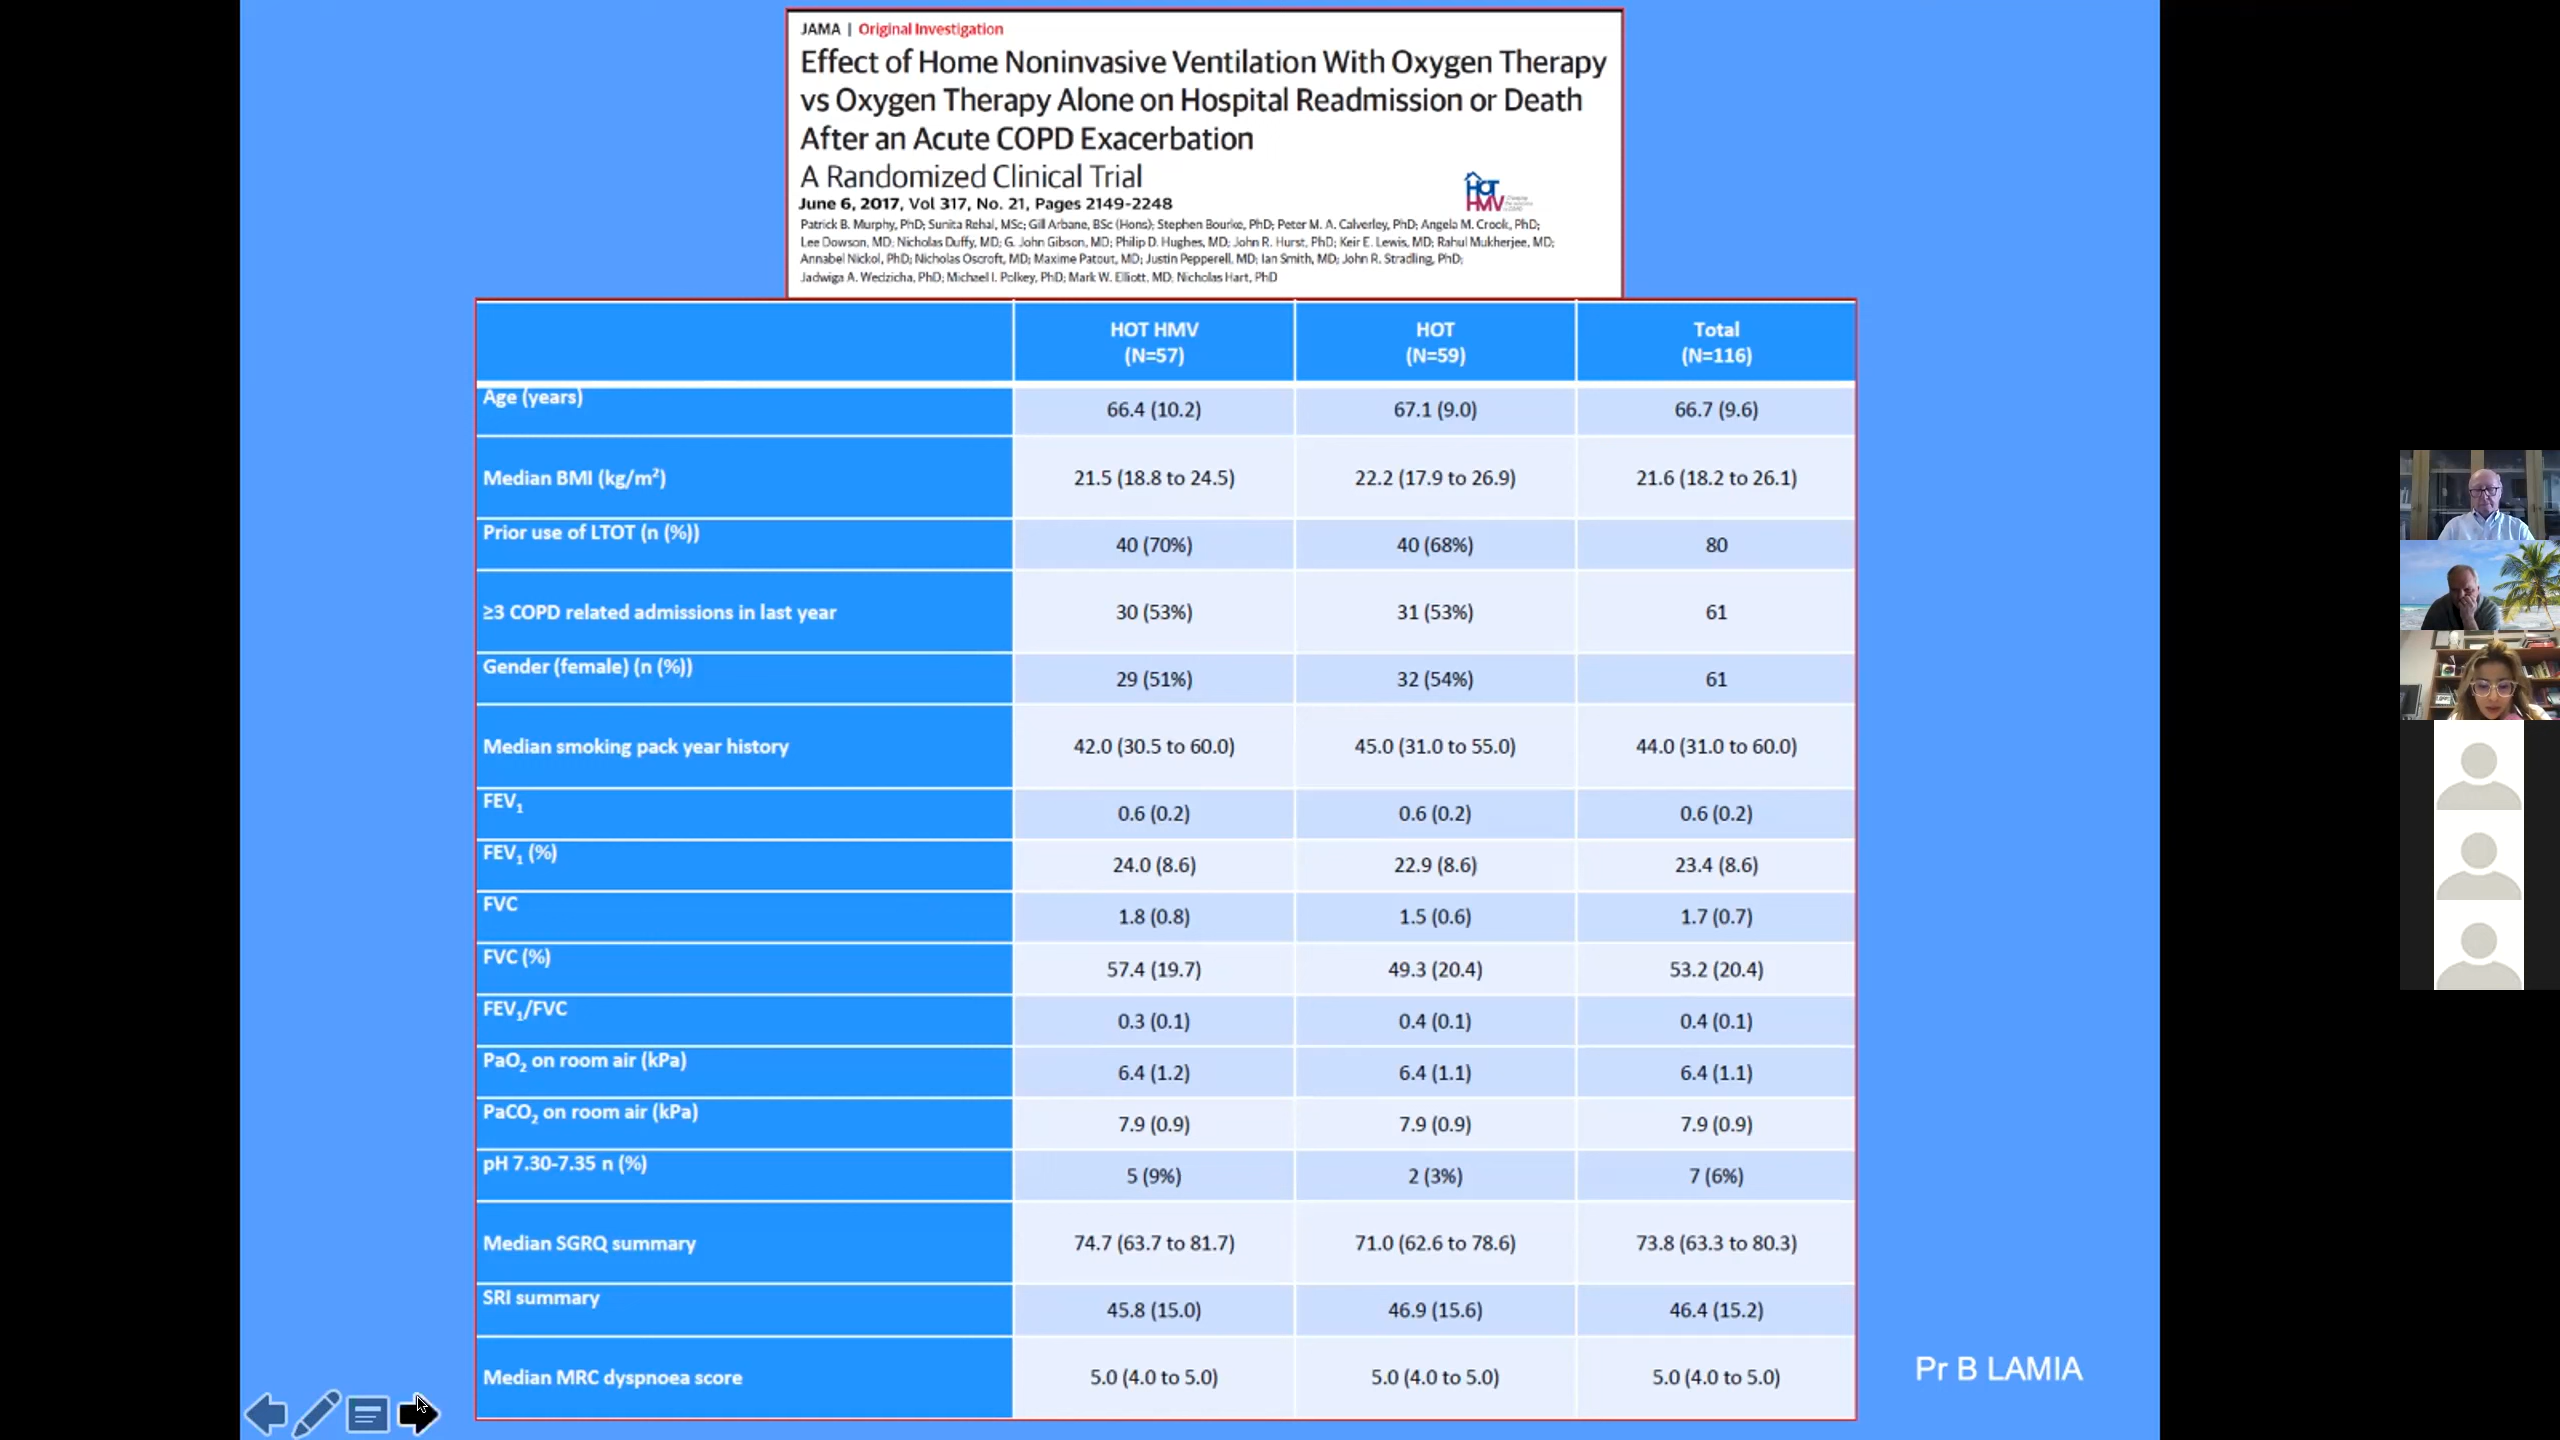 JAMA | Original Investigation
Effect of Home Noninvasive Ventilation With Oxygen Therapy
vs Oxygen Therapy Alone on Hospital Readmission or Death
After an Acute COPD Exacerbation
A Randomized Clinical Trial
HOT
HMV
June 6, 2017, Vol 317, No. 21, Pages 2149-2248
Patrick B. Murphy, PhD; Sunita Rehal, MSc; Gill Arbane, BSc (Hons); Stephen Bourke, PhD; Peter M. A. Calverley, PhD; Angela M. Crook, PhD;
Lee Dowson, MD; Nicholas Duffy, MD; G. John Gibson, MD; Philip D. Hughes, MD; John R. Hurst, PhD; Keir E. Lewis, MD; Rahul Mukherjee, MD;
Annabel Nickol, PhD; Nicholas Oscroft, MD; Maxime Patout, MD; Justin Pepperell, MD; Ian Smith, MD; John R. Stradling, PhD;
Jadwiga A. Wedzicha, PhD; Michael I. Polkey, PhD; Mark W. Elliott, MD; Nicholas Hart, PhD
HOT HMV (N=57) HOT (N=59) Total (N=116)
Age (years) 66.4 (10.2) 67.1 (9.0) 66.7 (9.6)
Median BMI (kg/m²) 21.5 (18.8 to 24.5) 22.2 (17.9 to 26.9) 21.6 (18.2 to 26.1)
Prior use of LTOT (n (%)) 40 (70%) 40 (68%) 80
≥3 COPD related admissions in last year 30 (53%) 31 (53%) 61
Gender (female) (n (%)) 29 (51%) 32 (54%) 61
Median smoking pack year history 42.0 (30.5 to 60.0) 45.0 (31.0 to 55.0) 44.0 (31.0 to 60.0)
FEV₁ 0.6 (0.2) 0.6 (0.2) 0.6 (0.2)
FEV₁ (%) 24.0 (8.6) 22.9 (8.6) 23.4 (8.6)
FVC 1.8 (0.8) 1.5 (0.6) 1.7 (0.7)
FVC (%) 57.4 (19.7) 49.3 (20.4) 53.2 (20.4)
FEV₁/FVC 0.3 (0.1) 0.4 (0.1) 0.4 (0.1)
PaO₂ on room air (kPa) 6.4 (1.2) 6.4 (1.1) 6.4 (1.1)
PaCO₂ on room air (kPa) 7.9 (0.9) 7.9 (0.9) 7.9 (0.9)
pH 7.30-7.35 n (%) 5 (9%) 2 (3%) 7 (6%)
Median SGRQ summary 74.7 (63.7 to 81.7) 71.0 (62.6 to 78.6) 73.8 (63.3 to 80.3)
SRI summary 45.8 (15.0) 46.9 (15.6) 46.4 (15.2)
Median MRC dyspnoea score 5.0 (4.0 to 5.0) 5.0 (4.0 to 5.0) 5.0 (4.0 to 5.0)
Pr B LAMIA